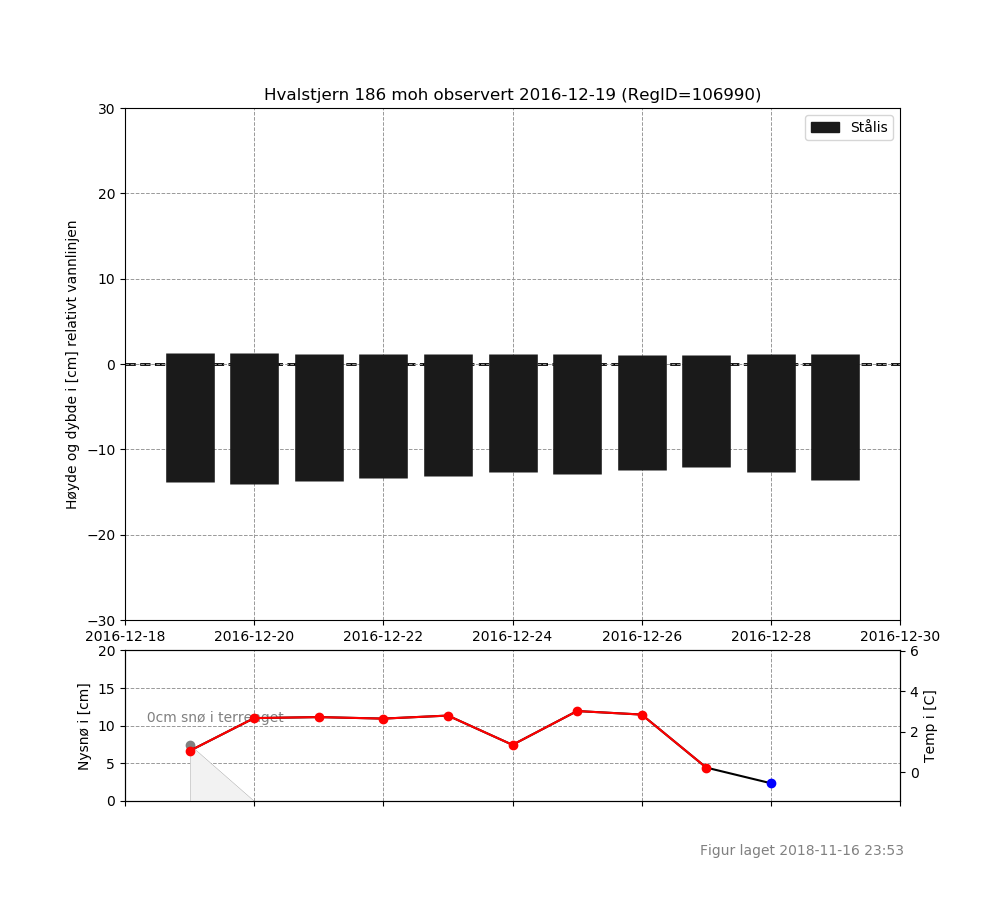 Hvalstjern 186 moh observert 2016-12-19 (RegID=106990)
Stålis
Høyde og dybde i [cm] relativt vannlinjen
30
20
10
0
−10
−20
−30
2016-12-18 2016-12-20 2016-12-22 2016-12-24 2016-12-26 2016-12-28 2016-12-30
Nysnø i [cm]
20
15
10
5
0
0cm snø i terrenget
6
4
2
0
Temp i [C]
Figur laget 2018-11-16 23:53